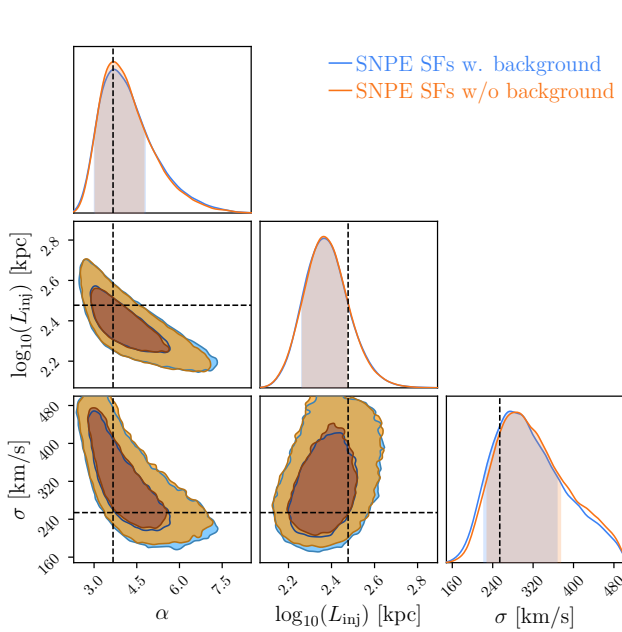 SNPE SFs w. background
SNPE SFs w/o background
2.8
2.6
2.4
2.2
log₁₀(L_inj) [kpc]
480
400
320
240
160
σ [km/s]
3.0 4.5 6.0 7.5
α
2.2 2.4 2.6 2.8
log₁₀(L_inj) [kpc]
160 240 320 400 480
σ [km/s]